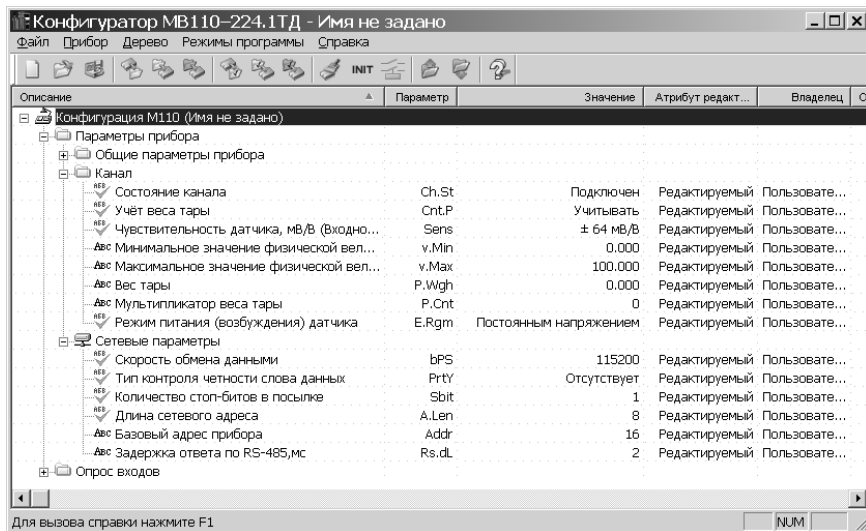 Конфигуратор МВ110–224.1ТД - Имя не задано
Файл Прибор Дерево Режимы программы Справка
INIT
Описание Параметр Значение Атрибут редакт... Владелец О
Конфигурация М110 (Имя не задано)
Параметры прибора
Общие параметры прибора
Канал
Состояние канала Ch.St Подключен Редактируемый Пользовате...
Учёт веса тары Cnt.P Учитывать Редактируемый Пользовате...
Чувствительность датчика, мВ/В (Входно... Sens ± 64 мВ/В Редактируемый Пользовате...
Авс Минимальное значение физической вел... v.Min 0.000 Редактируемый Пользовате...
Авс Максимальное значение физической вел... v.Max 100.000 Редактируемый Пользовате...
Авс Вес тары P.Wgh 0.000 Редактируемый Пользовате...
Авс Мультипликатор веса тары P.Cnt 0 Редактируемый Пользовате...
Режим питания (возбуждения) датчика E.Rgm Постоянным напряжением Редактируемый Пользовате...
Сетевые параметры
Скорость обмена данными bPS 115200 Редактируемый Пользовате...
Тип контроля четности слова данных PrtY Отсутствует Редактируемый Пользовате...
Количество стоп-битов в посылке Sbit 1 Редактируемый Пользовате...
Длина сетевого адреса A.Len 8 Редактируемый Пользовате...
Авс Базовый адрес прибора Addr 16 Редактируемый Пользовате...
Авс Задержка ответа по RS-485,мс Rs.dL 2 Редактируемый Пользовате...
Опрос входов
Для вызова справки нажмите F1 NUM